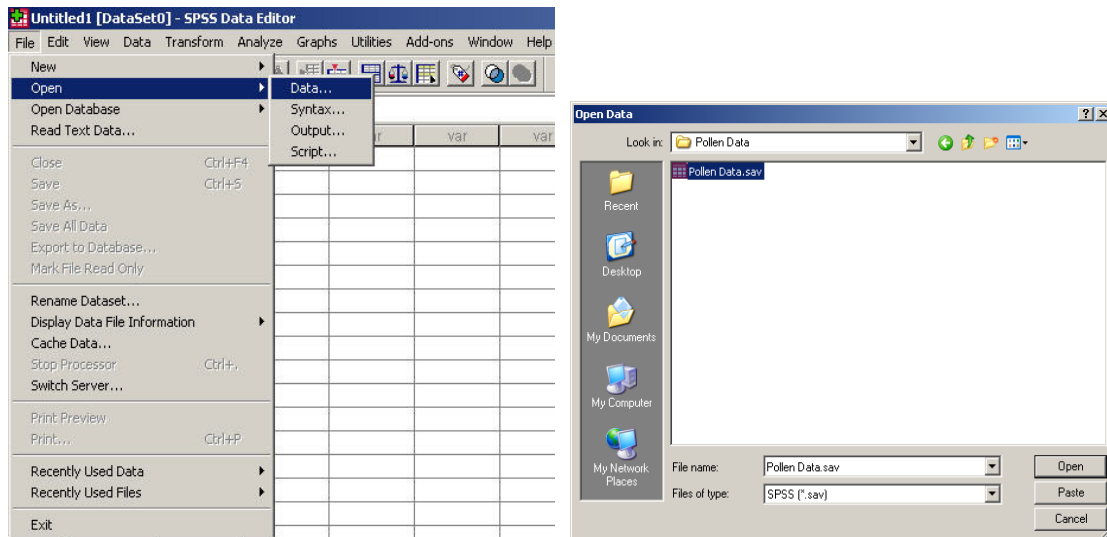 Untitled1 [DataSet0] - SPSS Data Editor
File Edit View Data Transform Analyze Graphs Utilities Add-ons Window Help
New
Open
Open Database
Read Text Data...
Close Ctrl+F4
Save Ctrl+S
Save As...
Save All Data
Export to Database...
Mark File Read Only
Rename Dataset...
Display Data File Information
Cache Data...
Stop Processor Ctrl+.
Switch Server...
Print Preview
Print... Ctrl+P
Recently Used Data
Recently Used Files
Exit
Data...
Syntax...
Output...
Script...
var var
Open Data
Look in: Pollen Data
Pollen Data.sav
Recent
Desktop
My Documents
My Computer
My Network
Places
File name: Pollen Data.sav
Files of type: SPSS (*.sav)
Open
Paste
Cancel